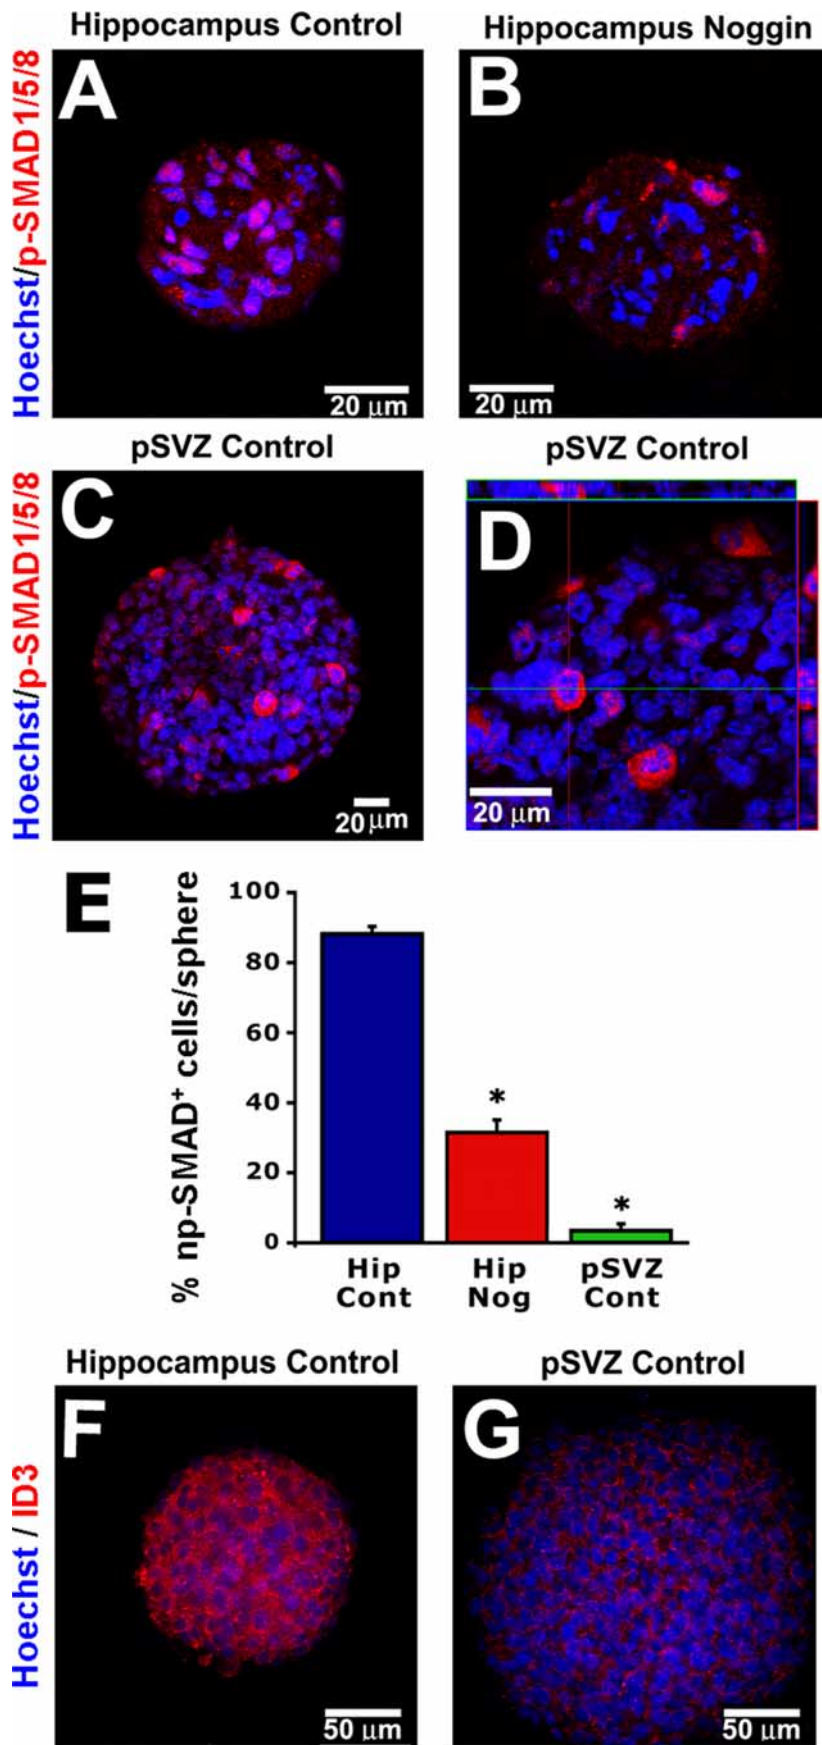 Hippocampus Control
Hippocampus Noggin
Hoechst/p-SMAD1/5/8
A
B
20 μm
20 μm
pSVZ Control
pSVZ Control
Hoechst/p-SMAD1/5/8
C
D
20 μm
20 μm
E
% np-SMAD⁺ cells/sphere
100
80
60
40
20
0
*
*
Hip
Cont
Hip
Nog
pSVZ
Cont
Hippocampus Control
pSVZ Control
Hoechst / ID3
F
G
50 μm
50 μm